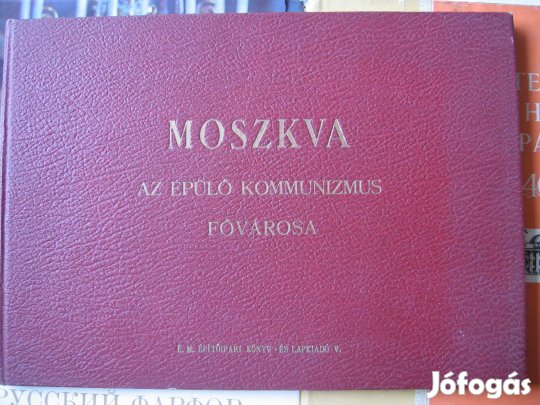 MOSZKVA
AZ ÉPÜLŐ KOMMUNIZMUS
FŐVÁROSA
É. M. ÉPÍTŐIPARI KÖNYV - ÉS LAPKIADÓ V.
РУССКИЙ ФАРФОР
Jófogás